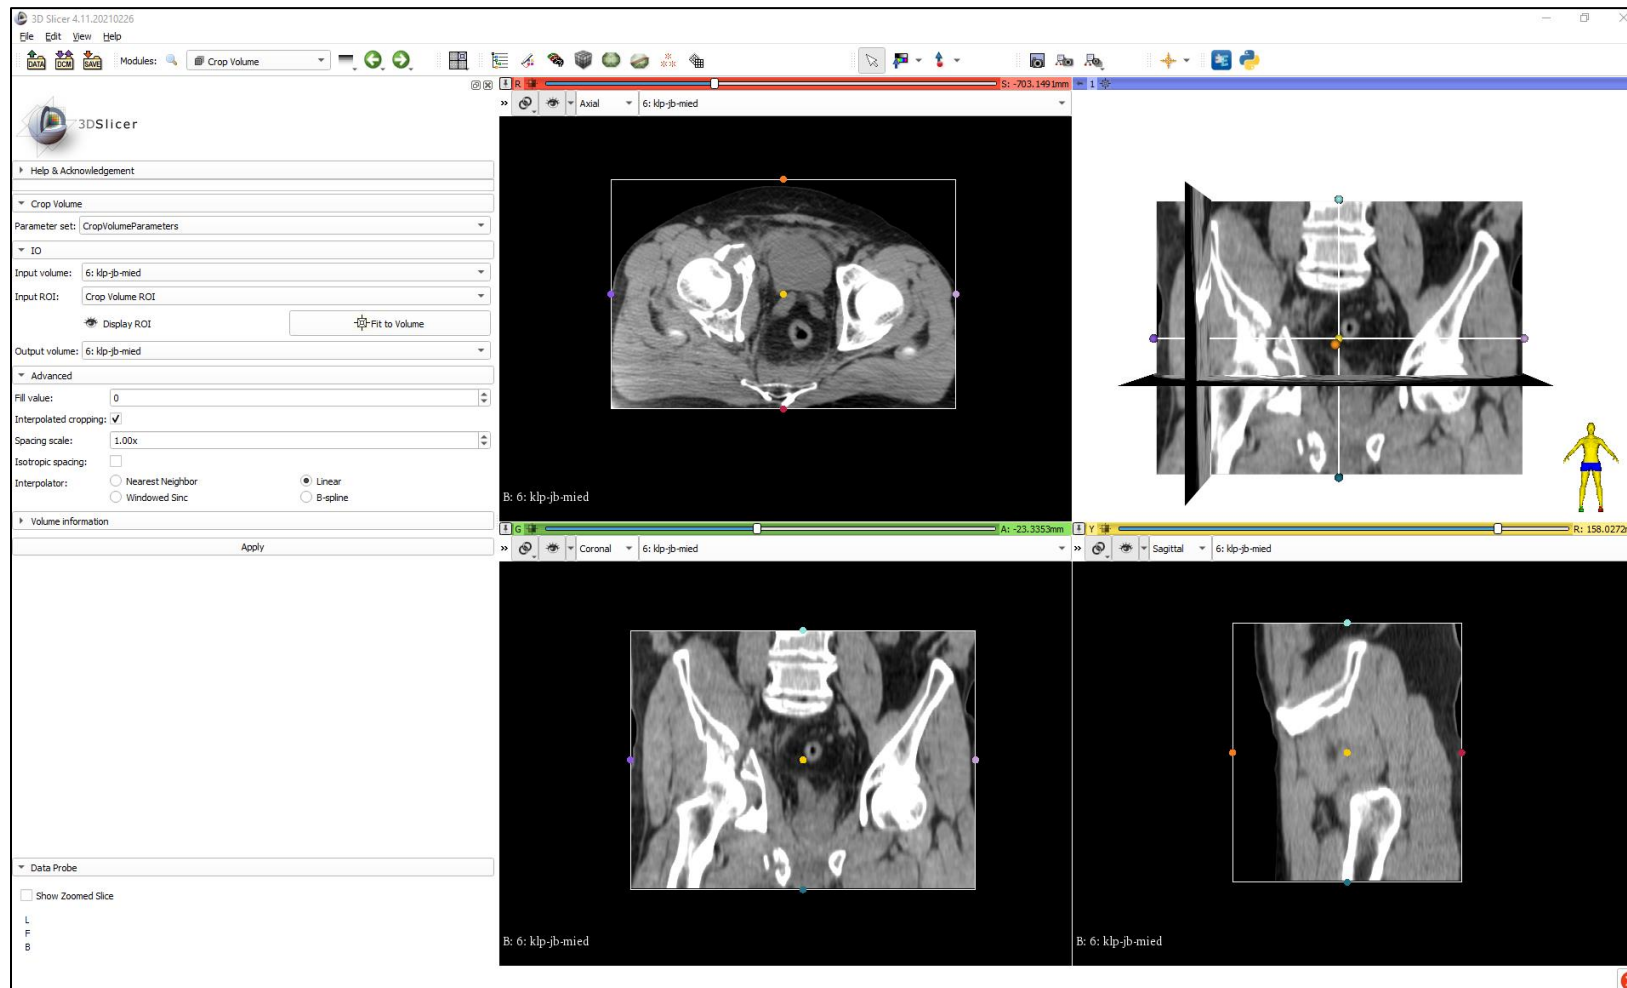 3D Slicer 4.11.20210226
File Edit View Help
DATA DCM SAVE Modules: Crop Volume
R S: -703.1491mm 1
Axial 6: klp-jb-mied
3DSlicer
Help & Acknowledgement
Crop Volume
Parameter set: CropVolumeParameters
IO
Input volume: 6: klp-jb-mied
Input ROI: Crop Volume ROI
Display ROI Fit to Volume
Output volume: 6: klp-jb-mied
Advanced
Fill value: 0
Interpolated cropping:
Spacing scale: 1.00x
Isotropic spacing:
Interpolator: Nearest Neighbor Linear
Windowed Sinc B-spline
Volume information
Apply
B: 6: klp-jb-mied
G A: -23.3353mm
Coronal 6: klp-jb-mied
Y R: 158.0272
Sagittal 6: klp-jb-mied
Data Probe
Show Zoomed Slice
L
F
B
B: 6: klp-jb-mied
B: 6: klp-jb-mied